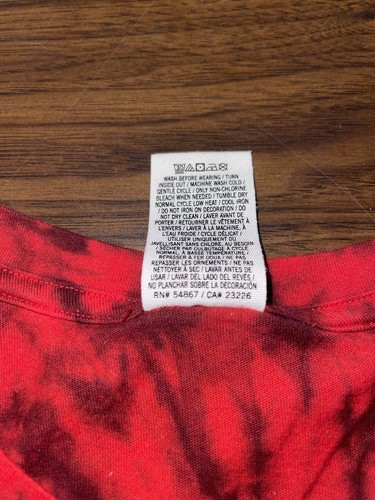 WASH BEFORE WEARING / TURN
INSIDE OUT / MACHINE WASH COLD /
GENTLE CYCLE / ONLY NON-CHLORINE
BLEACH WHEN NEEDED / TUMBLE DRY
NORMAL CYCLE LOW HEAT / COOL IRON
/ DO NOT IRON ON DECORATION / DO
NOT DRY CLEAN / LAVER AVANT DE
PORTER / RETOURNER LE VÊTEMENT À
L'ENVERS / LAVER À LA MACHINE, À
L'EAU FROIDE / CYCLE DÉLICAT /
UTILISER UNIQUEMENT DU
JAVELLISANT SANS CHLORE, AU BESOIN
/ SÉCHER PAR CULBUTAGE À CYCLE
NORMAL, À BASSE TEMPÉRATURE /
REPASSER À FER DOUX / NE PAS
REPASSER LES ORNEMENTS / NE PAS
NETTOYER À SEC / LAVAR ANTES DE
USAR / LAVAR DEL LADO DEL REVÉS /
NO PLANCHAR SOBRE LA DECORACIÓN
RN# 54867 / CA# 23226